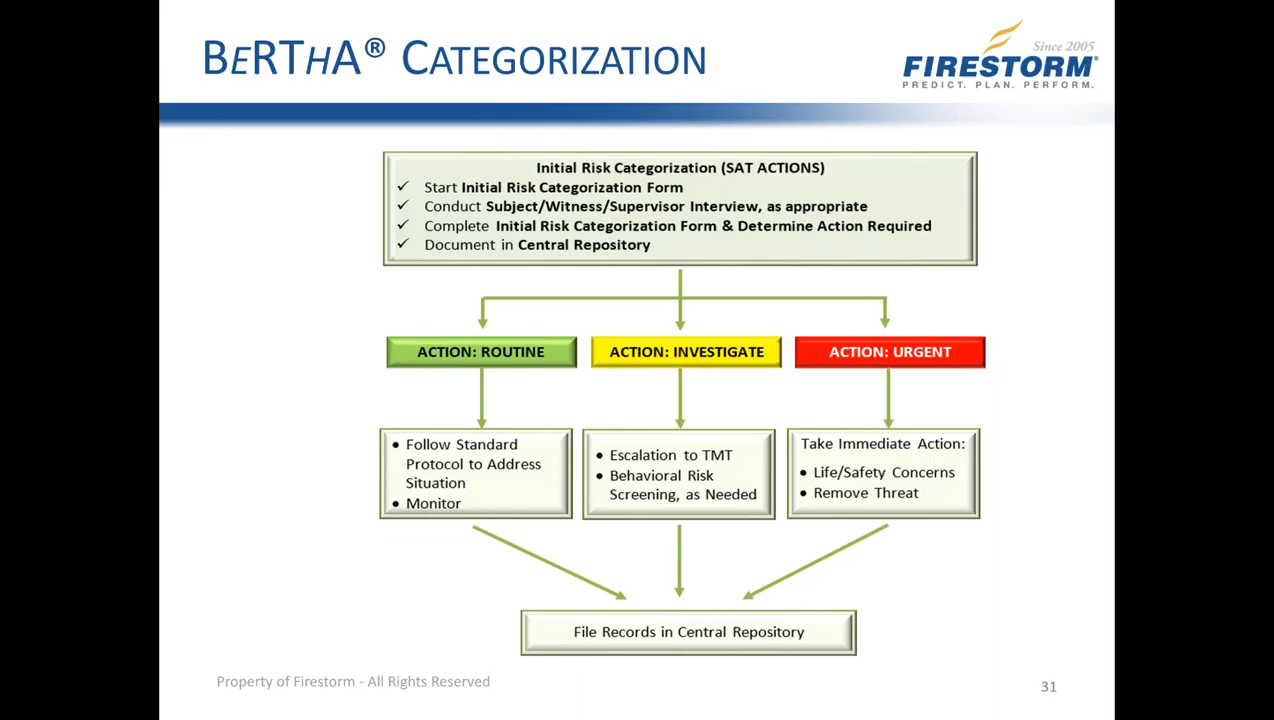 BeRThA® Categorization
Since 2005
FIRESTORM®
PREDICT. PLAN. PERFORM.
Initial Risk Categorization (SAT ACTIONS)
✓ Start Initial Risk Categorization Form
✓ Conduct Subject/Witness/Supervisor Interview, as appropriate
✓ Complete Initial Risk Categorization Form & Determine Action Required
✓ Document in Central Repository
ACTION: ROUTINE
ACTION: INVESTIGATE
ACTION: URGENT
• Follow Standard
Protocol to Address
Situation
• Monitor
• Escalation to TMT
• Behavioral Risk
Screening, as Needed
Take Immediate Action:
• Life/Safety Concerns
• Remove Threat
File Records in Central Repository
Property of Firestorm - All Rights Reserved
31